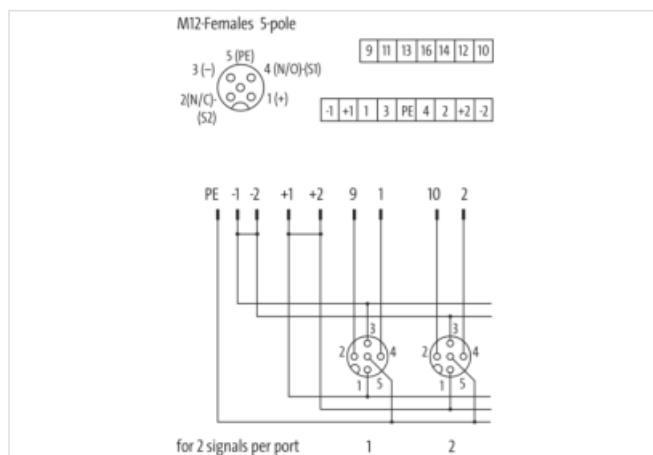 M12-Females 5-pole
5 (PE)
3 (–) 4 (N/O)-(S1)
2(N/C)- 1 (+)
(S2)
9 11 13 16 14 12 10
-1 +1 1 3 PE 4 2 +2 -2
PE -1 -2 +1 +2 9 1 10 2
3 3
2 4 2 4
1 5 1 5
for 2 signals per port 1 2